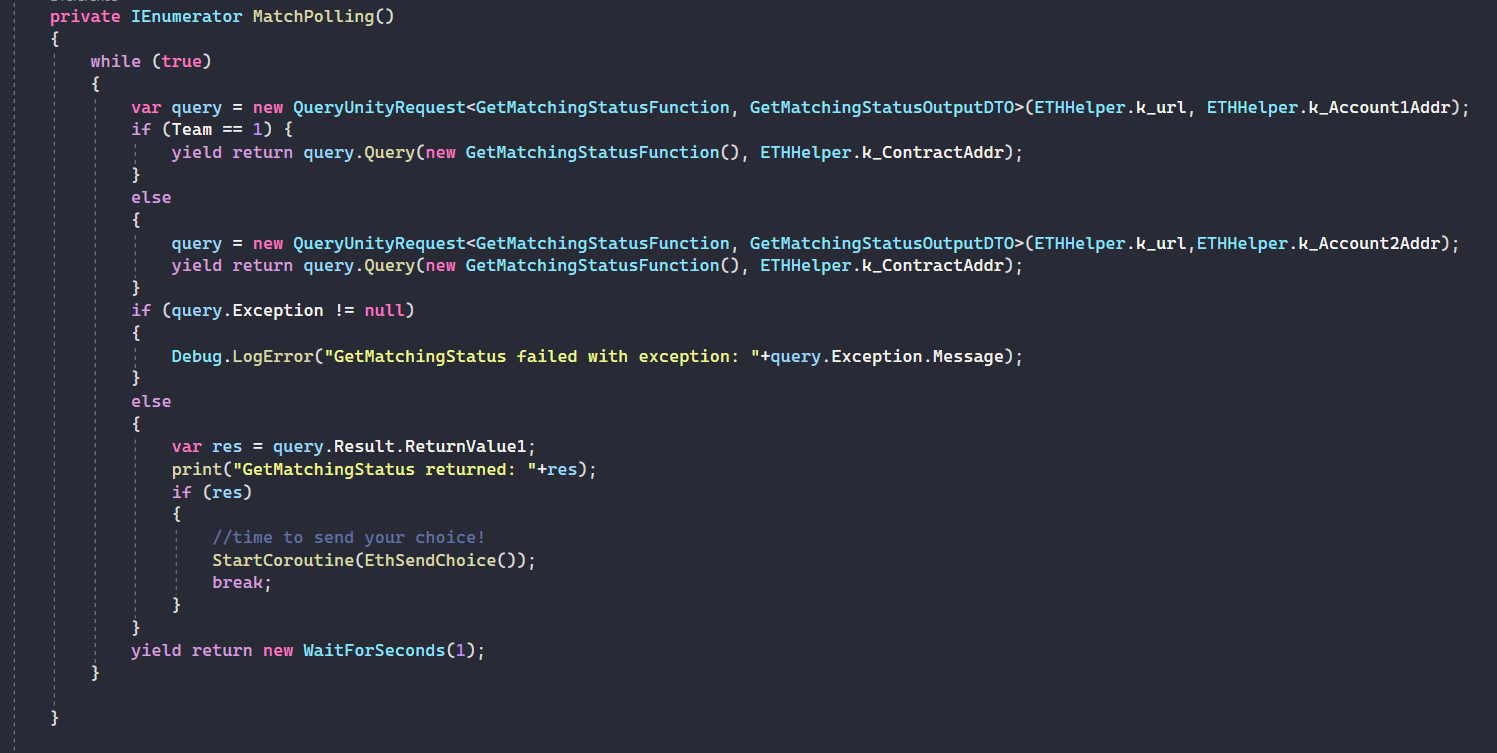 private IEnumerator MatchPolling()
{
while (true)
{
var query = new QueryUnityRequest<GetMatchingStatusFunction, GetMatchingStatusOutputDTO>(ETHHelper.k_url, ETHHelper.k_Account1Addr);
if (Team == 1) {
yield return query.Query(new GetMatchingStatusFunction(), ETHHelper.k_ContractAddr);
}
else
{
query = new QueryUnityRequest<GetMatchingStatusFunction, GetMatchingStatusOutputDTO>(ETHHelper.k_url,ETHHelper.k_Account2Addr);
yield return query.Query(new GetMatchingStatusFunction(), ETHHelper.k_ContractAddr);
}
if (query.Exception != null)
{
Debug.LogError("GetMatchingStatus failed with exception: "+query.Exception.Message);
}
else
{
var res = query.Result.ReturnValue1;
print("GetMatchingStatus returned: "+res);
if (res)
{
//time to send your choice!
StartCoroutine(EthSendChoice());
break;
}
}
yield return new WaitForSeconds(1);
}
}